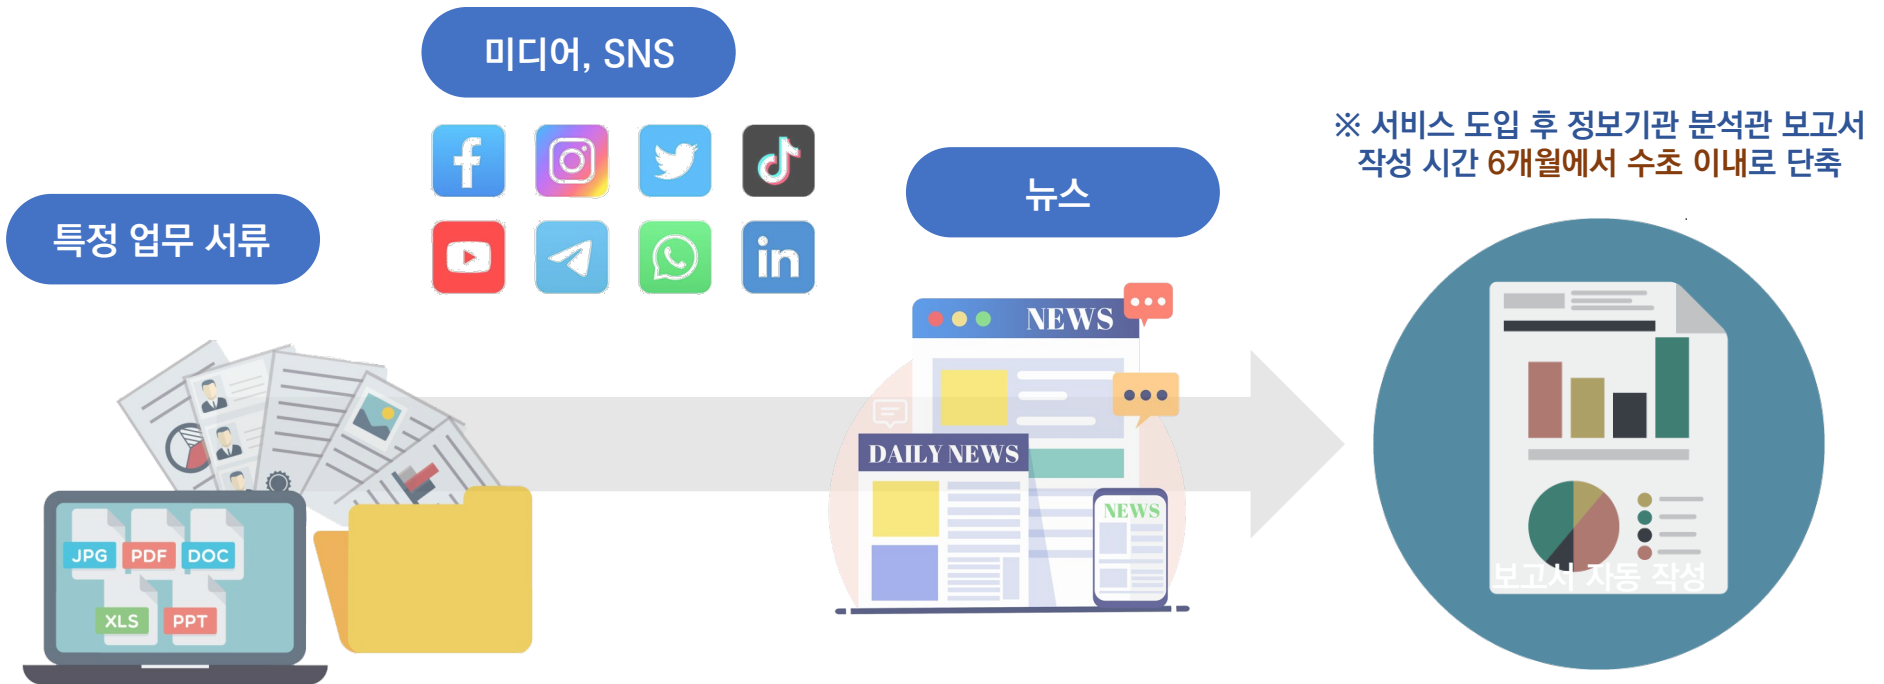 미디어, SNS
※ 서비스 도입 후 정보기관 분석관 보고서
작성 시간 6개월에서 수초 이내로 단축
뉴스
특정 업무 서류
NEWS
DAILY NEWS
NEWS
JPG PDF DOC
XLS PPT
보고서 자동 작성